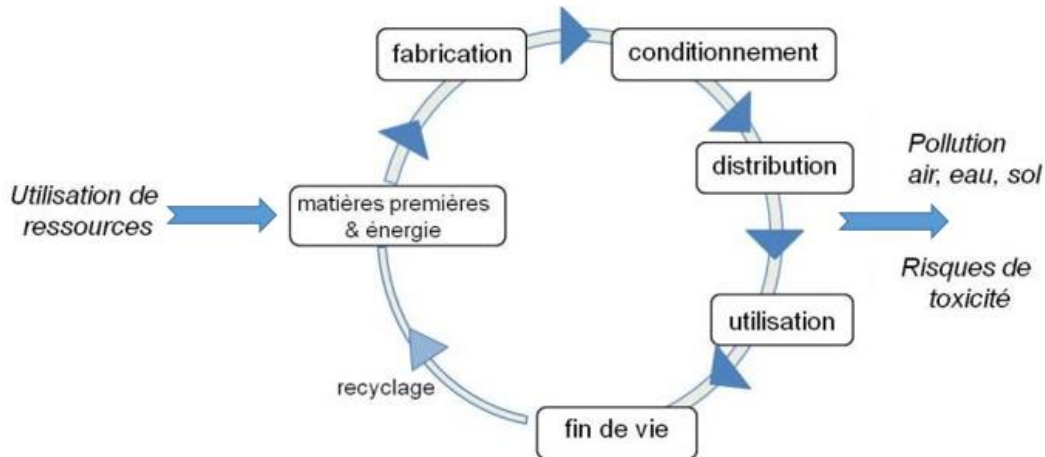 fabrication
conditionnement
distribution
Pollution
air, eau, sol
Utilisation de
ressources
matières premières
& énergie
Risques de
toxicité
utilisation
recyclage
fin de vie